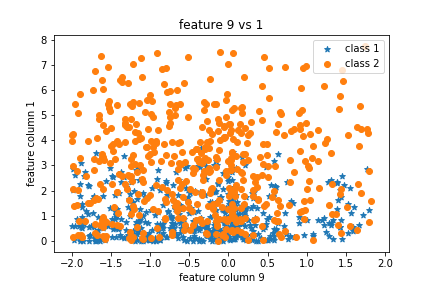 feature 9 vs 1
class 1
class 2
feature column 1
8
7
6
5
4
3
2
1
0
−2.0 −1.5 −1.0 −0.5 0.0 0.5 1.0 1.5 2.0
feature column 9